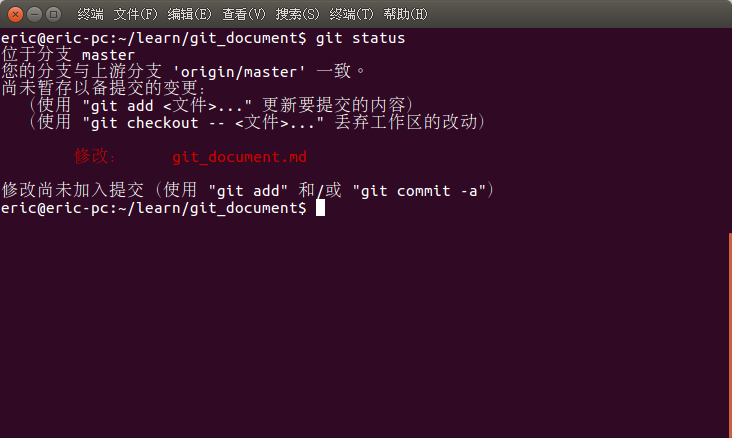 终端 文件(F) 编辑(E) 查看(V) 搜索(S) 终端(T) 帮助(H)
eric@eric-pc:~/learn/git_document$ git status
位于分支 master
您的分支与上游分支 'origin/master' 一致。
尚未暂存以备提交的变更:
（使用 "git add <文件>..." 更新要提交的内容）
（使用 "git checkout -- <文件>..." 丢弃工作区的改动）
修改: git_document.md
修改尚未加入提交（使用 "git add" 和/或 "git commit -a"）
eric@eric-pc:~/learn/git_document$